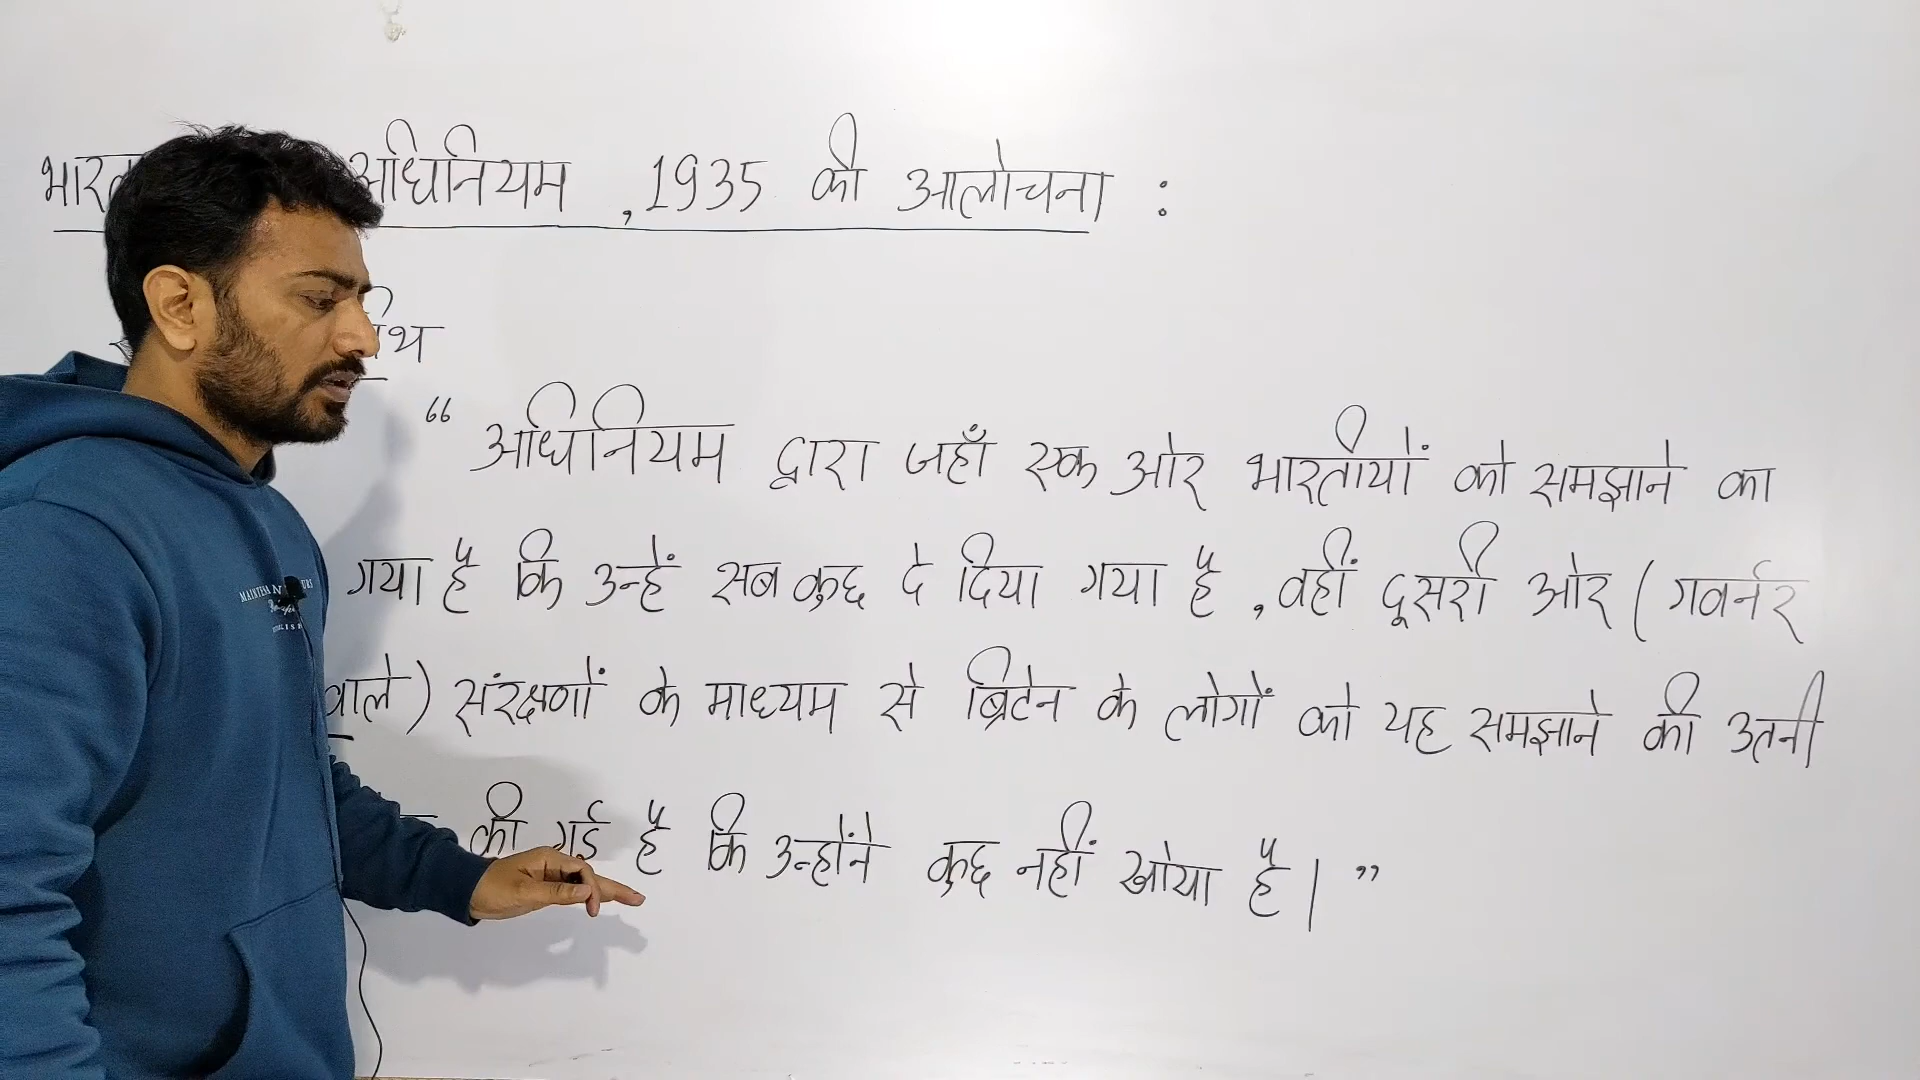 अधिनियम ,1935 की आलोचना :
“ अधिनियम द्वारा जहाँ एक ओर भारतीयों को समझाने का
गया है कि उन्हें सब कुछ दे दिया गया है , वहीं दूसरी ओर ( गवर्नर
वाले ) संरक्षणों के माध्यम से ब्रिटेन के लोगों को यह समझाने की उतनी
की गई है कि उन्होंने कुछ नहीं खोया है । ”